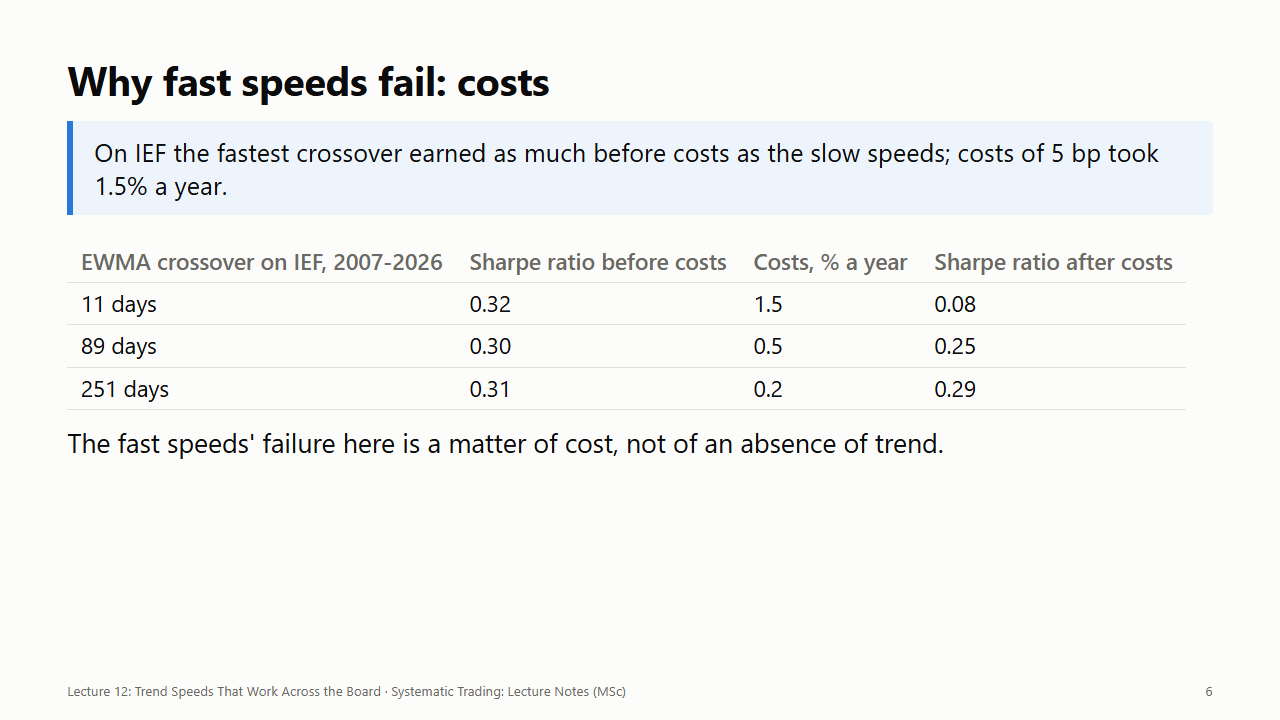 Why fast speeds fail: costs
On IEF the fastest crossover earned as much before costs as the slow speeds; costs of 5 bp took
1.5% a year.
EWMA crossover on IEF, 2007-2026 Sharpe ratio before costs Costs, % a year Sharpe ratio after costs
11 days 0.32 1.5 0.08
89 days 0.30 0.5 0.25
251 days 0.31 0.2 0.29
The fast speeds' failure here is a matter of cost, not of an absence of trend.
Lecture 12: Trend Speeds That Work Across the Board · Systematic Trading: Lecture Notes (MSc) 6